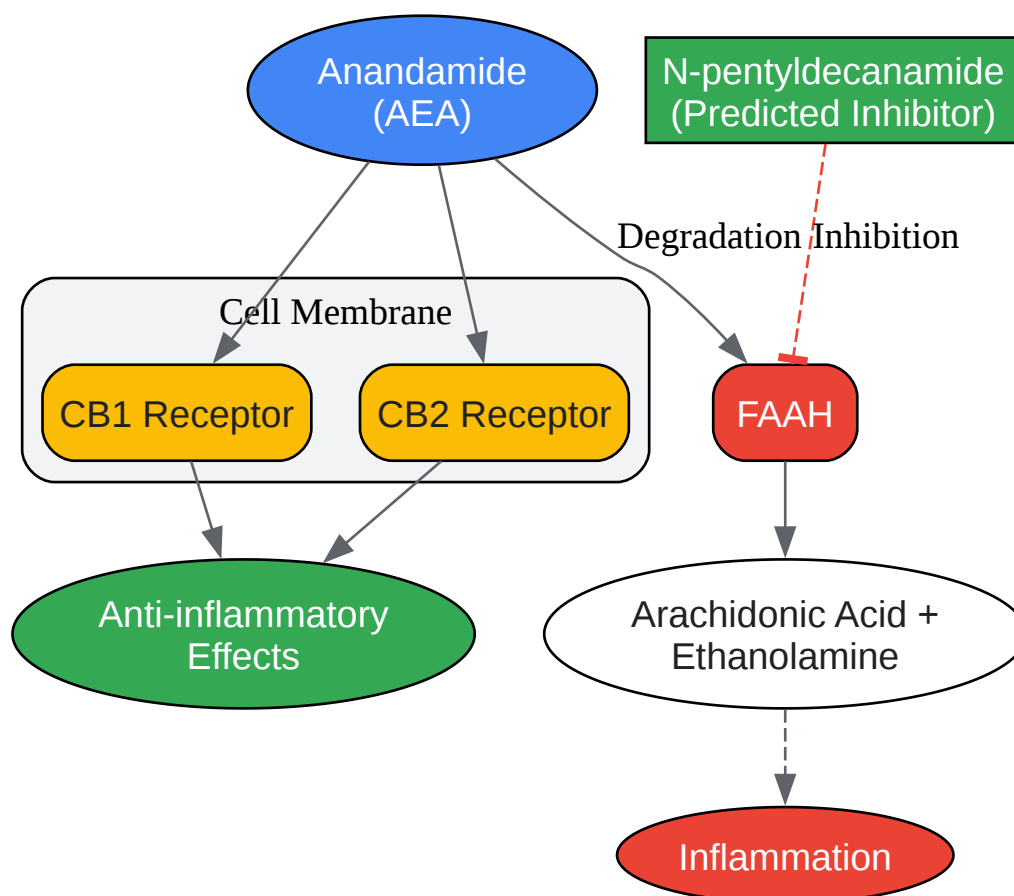 Anandamide
(AEA)
N-pentyldecanamide
(Predicted Inhibitor)
Degradation
Inhibition
Cell Membrane
CB1 Receptor
CB2 Receptor
FAAH
Anti-inflammatory
Effects
Arachidonic Acid +
Ethanolamine
Inflammation